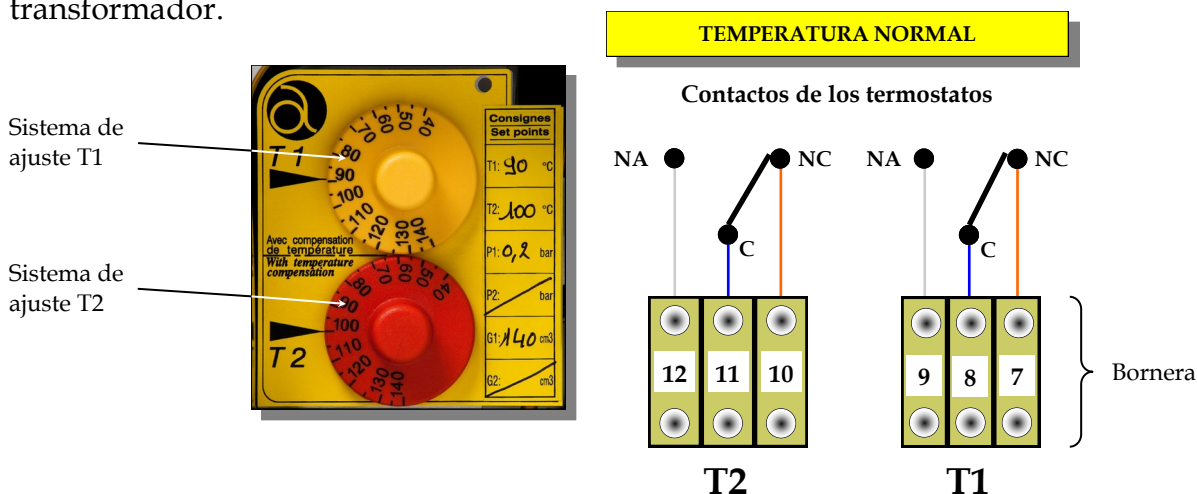 transformador.
TEMPERATURA NORMAL
Contactos de los termostatos
Sistema de
ajuste T1
Sistema de
ajuste T2
T1
40
50
60
70
80
90
100
110
120
130
140
Avec compensation
de température
With temperature
compensation
T2
40
50
60
70
80
90
100
110
120
130
140
Consignes
Set points
T1: 90 °C
T2: 100 °C
P1: 0,2 bar
P2: bar
G1: 140 cm3
G2: cm3
NA NC NA NC
C C
12 11 10 9 8 7
Bornera
T2 T1